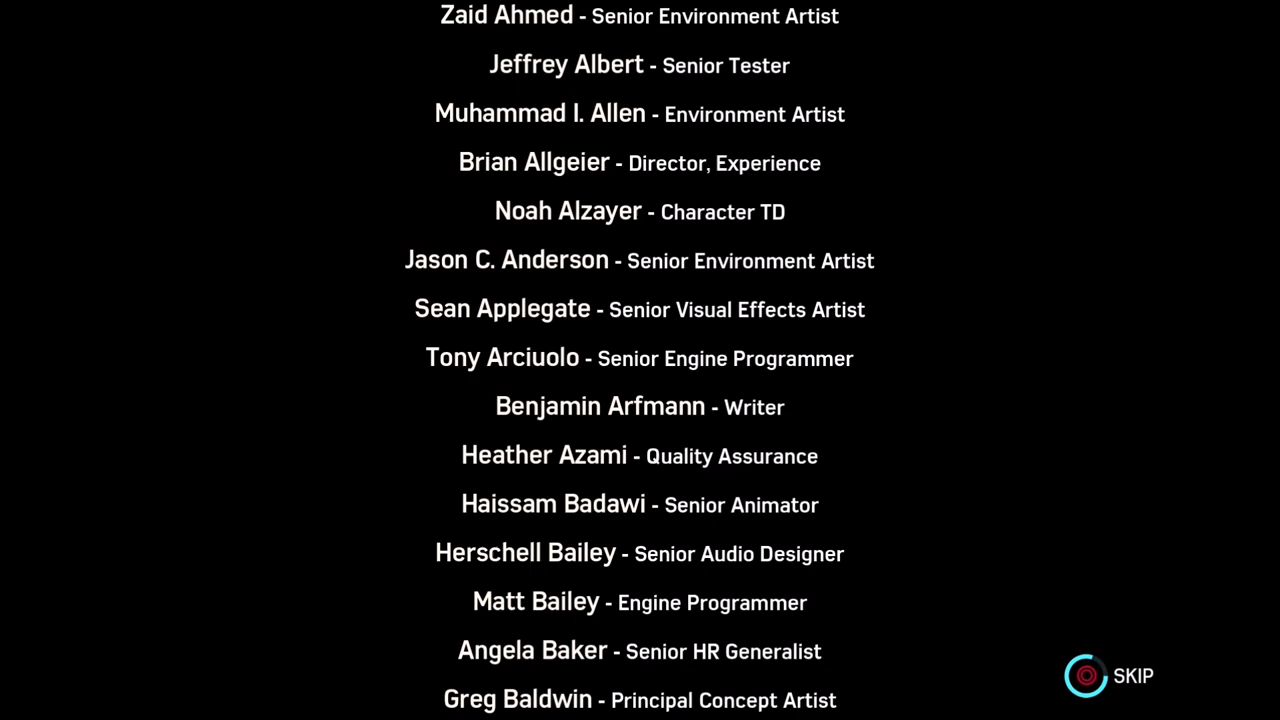 Zaid Ahmed - Senior Environment Artist
Jeffrey Albert - Senior Tester
Muhammad I. Allen - Environment Artist
Brian Allgeier - Director, Experience
Noah Alzayer - Character TD
Jason C. Anderson - Senior Environment Artist
Sean Applegate - Senior Visual Effects Artist
Tony Arciuolo - Senior Engine Programmer
Benjamin Arfmann - Writer
Heather Azami - Quality Assurance
Haissam Badawi - Senior Animator
Herschell Bailey - Senior Audio Designer
Matt Bailey - Engine Programmer
Angela Baker - Senior HR Generalist
SKIP
Greg Baldwin - Principal Concept Artist